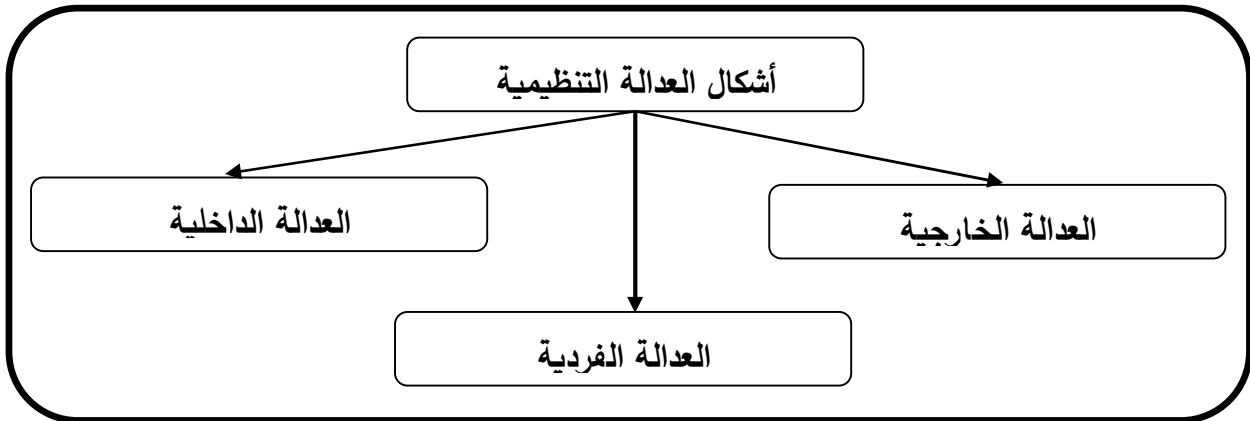 أشكال العدالة التنظيمية
العدالة الخارجية
العدالة الداخلية
العدالة الفردية